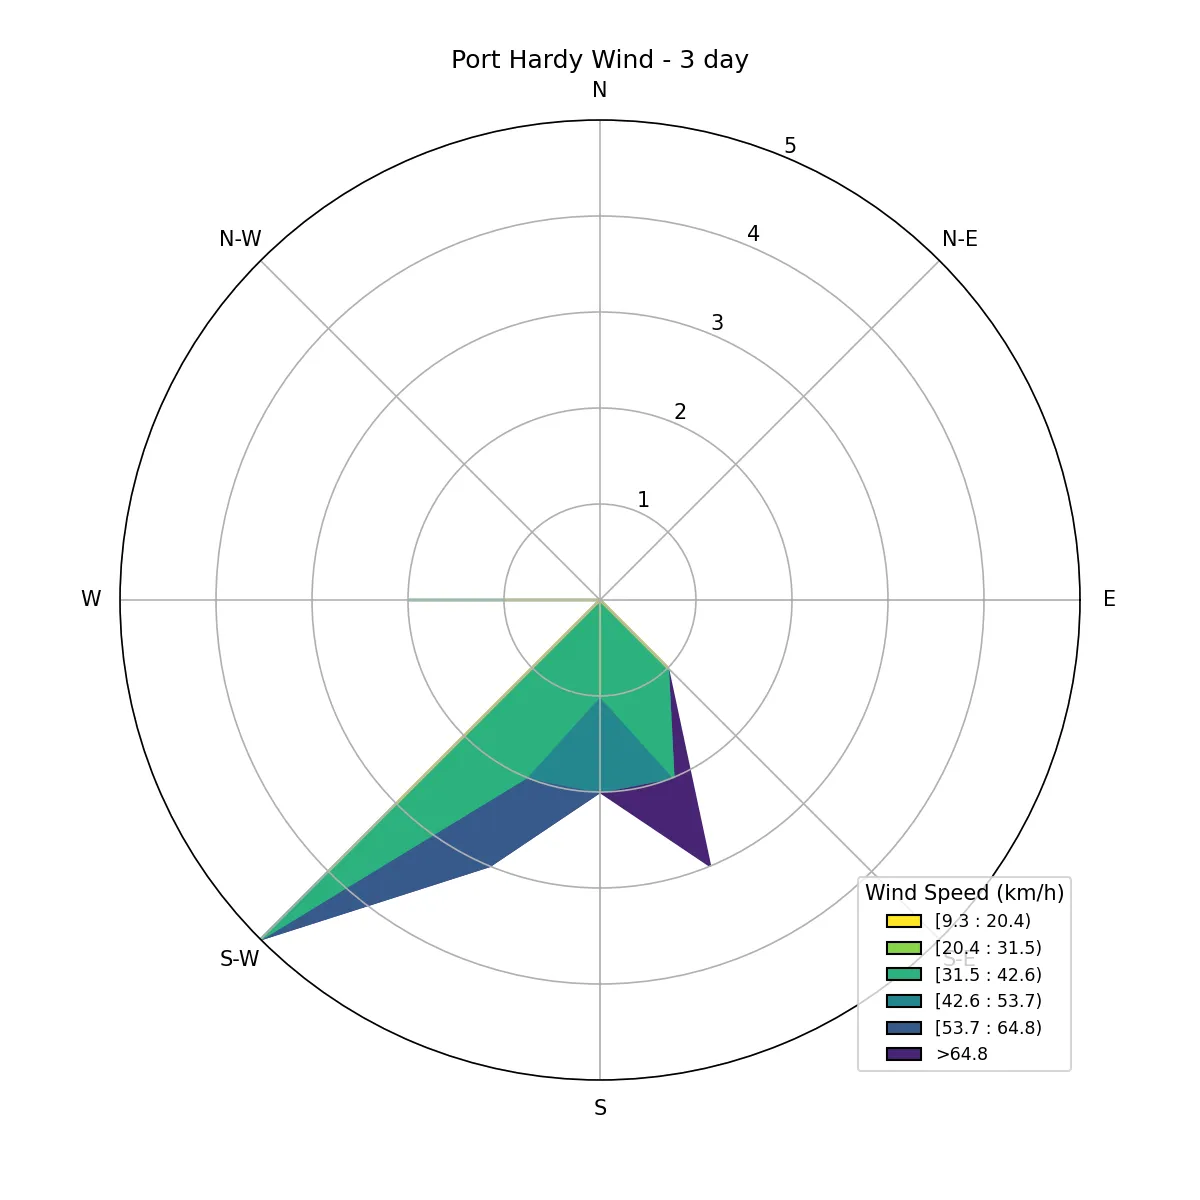 Port Hardy Wind - 3 day
N
5
N-W
4
N-E
3
2
1
W
E
S-W
S-E
S
Wind Speed (km/h)
[9.3 : 20.4)
[20.4 : 31.5)
[31.5 : 42.6)
[42.6 : 53.7)
[53.7 : 64.8)
>64.8